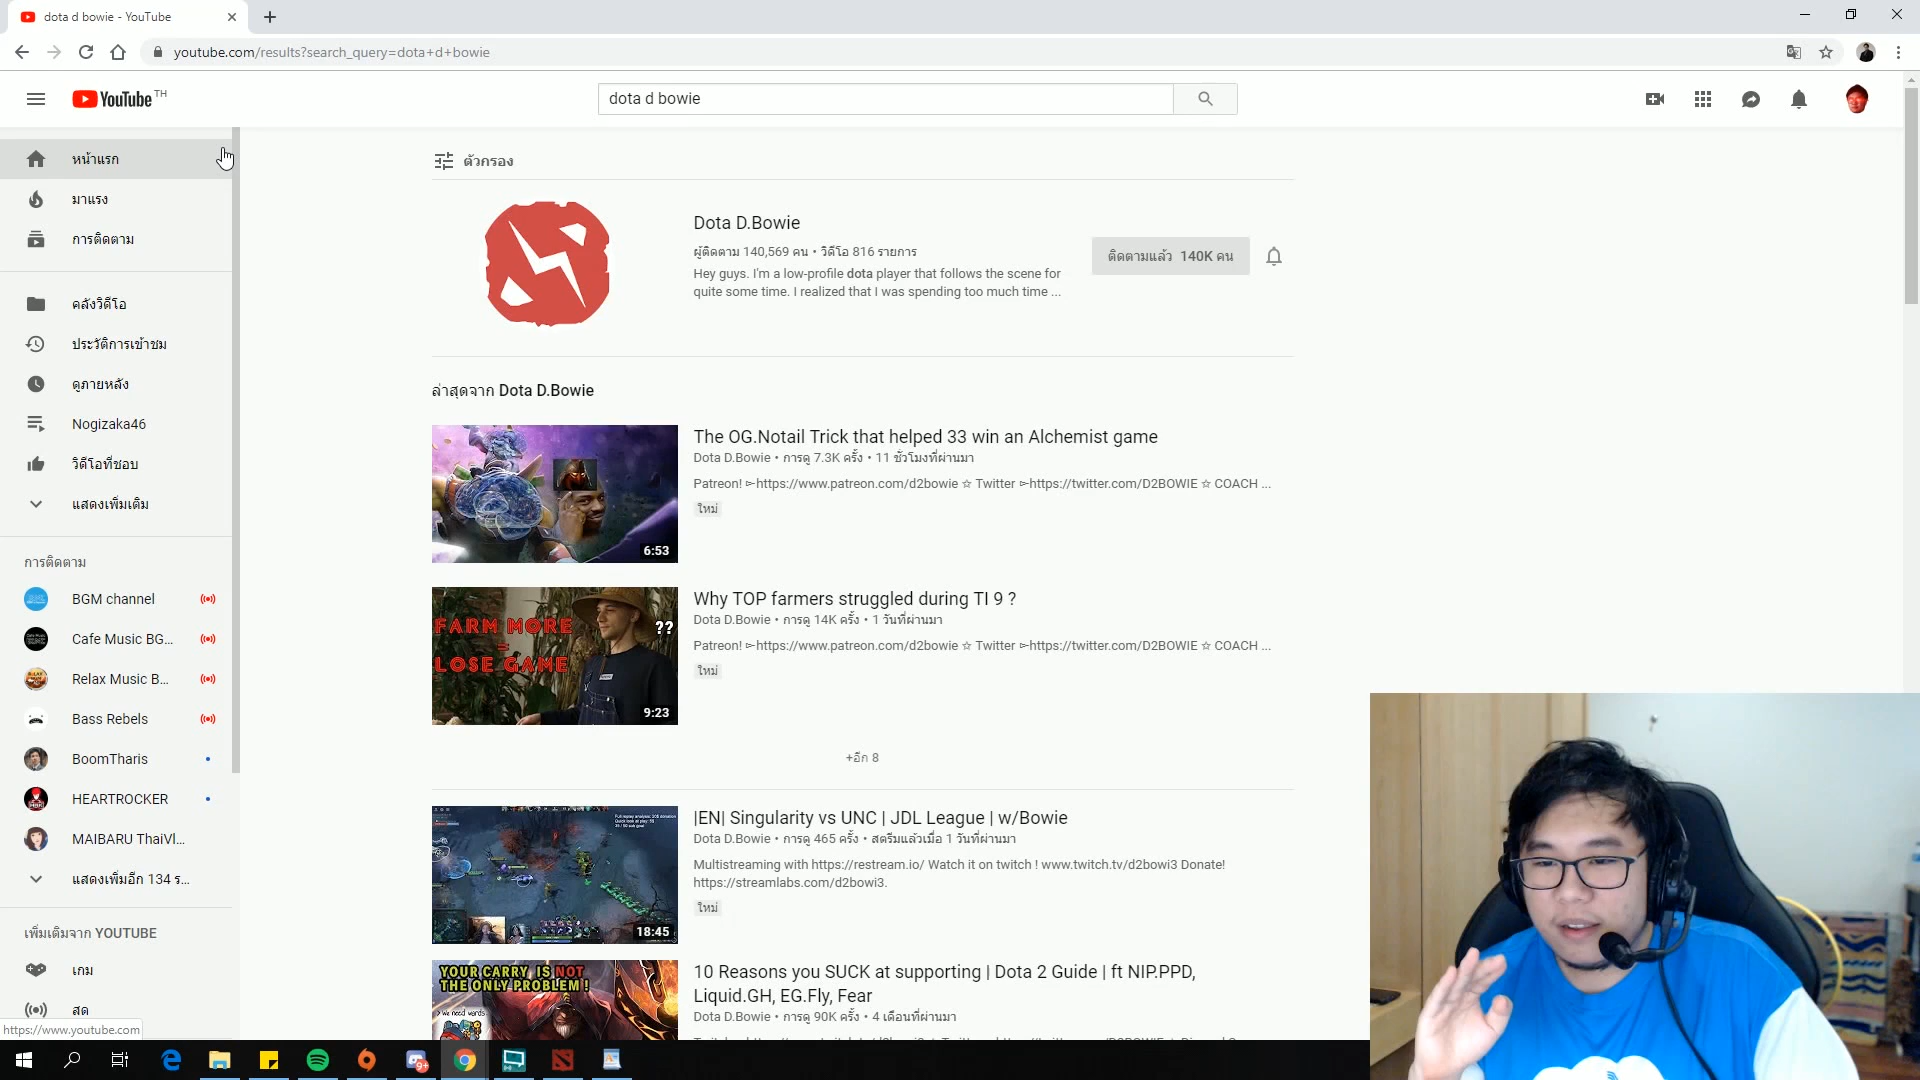 dota d bowie - YouTube
youtube.com/results?search_query=dota+d+bowie
YouTube TH
dota d bowie
หน้าแรก
มาแรง
การติดตาม
คลังวิดีโอ
ประวัติการเข้าชม
ดูภายหลัง
Nogizaka46
วิดีโอที่ชอบ
แสดงเพิ่มเติม
การติดตาม
BGM channel
Cafe Music BG...
Relax Music B...
Bass Rebels
BoomTharis
HEARTROCKER
MAIBARU ThaiVl...
แสดงเพิ่มอีก 134 ร...
เพิ่มเติมจาก YOUTUBE
เกม
สด
https://www.youtube.com
ตัวกรอง
Dota D.Bowie
ผู้ติดตาม 140,569 คน • วิดีโอ 816 รายการ
Hey guys. I'm a low-profile dota player that follows the scene for
quite some time. I realized that I was spending too much time ...
ติดตามแล้ว 140K คน
ล่าสุดจาก Dota D.Bowie
6:53
The OG.Notail Trick that helped 33 win an Alchemist game
Dota D.Bowie • การดู 7.3K ครั้ง • 11 ชั่วโมงที่ผ่านมา
Patreon! ➣https://www.patreon.com/d2bowie ☆ Twitter ➣https://twitter.com/D2BOWIE ☆ COACH ...
ใหม่
FARM MORE ??
=
LOSE GAME
9:23
Why TOP farmers struggled during TI 9 ?
Dota D.Bowie • การดู 14K ครั้ง • 1 วันที่ผ่านมา
Patreon! ➣https://www.patreon.com/d2bowie ☆ Twitter ➣https://twitter.com/D2BOWIE ☆ COACH ...
ใหม่
+อีก 8
18:45
|EN| Singularity vs UNC | JDL League | w/Bowie
Dota D.Bowie • การดู 465 ครั้ง • สตรีมแล้วเมื่อ 1 วันที่ผ่านมา
Multistreaming with https://restream.io/ Watch it on twitch ! www.twitch.tv/d2bowi3 Donate!
https://streamlabs.com/d2bowi3.
ใหม่
YOUR CARRY IS NOT
THE ONLY PROBLEM!
we need wards
10 Reasons you SUCK at supporting | Dota 2 Guide | ft NIP.PPD,
Liquid.GH, EG.Fly, Fear
Dota D.Bowie • การดู 90K ครั้ง • 4 เดือนที่ผ่านมา
9+